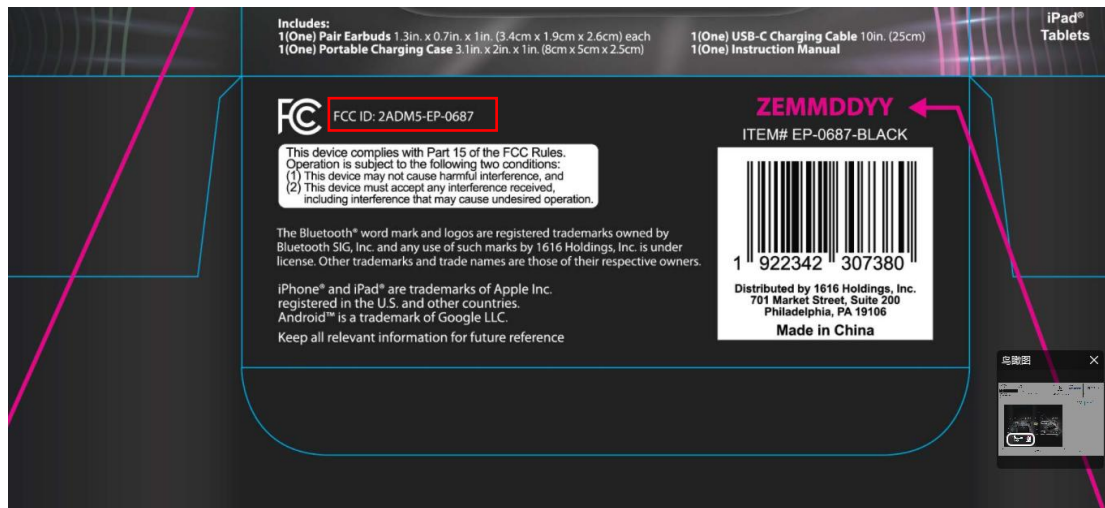 Includes:
1(One) Pair Earbuds 1.3in. x 0.7in. x 1in. (3.4cm x 1.9cm x 2.6cm) each
1(One) Portable Charging Case 3.1in. x 2in. x 1in. (8cm x 5cm x 2.5cm)
1(One) USB-C Charging Cable 10in. (25cm)
1(One) Instruction Manual
iPad®
Tablets
FC
FCC ID: 2ADM5-EP-0687
This device complies with Part 15 of the FCC Rules.
Operation is subject to the following two conditions:
(1) This device may not cause harmful interference, and
(2) This device must accept any interference received,
including interference that may cause undesired operation.
The Bluetooth® word mark and logos are registered trademarks owned by
Bluetooth SIG, Inc. and any use of such marks by 1616 Holdings, Inc. is under
license. Other trademarks and trade names are those of their respective owners.
iPhone® and iPad® are trademarks of Apple Inc.
registered in the U.S. and other countries.
Android™ is a trademark of Google LLC.
Keep all relevant information for future reference
ZEMMDDYY
ITEM# EP-0687-BLACK
1 922342 307380
Distributed by 1616 Holdings, Inc.
701 Market Street, Suite 200
Philadelphia, PA 19106
Made in China
鸟瞰图